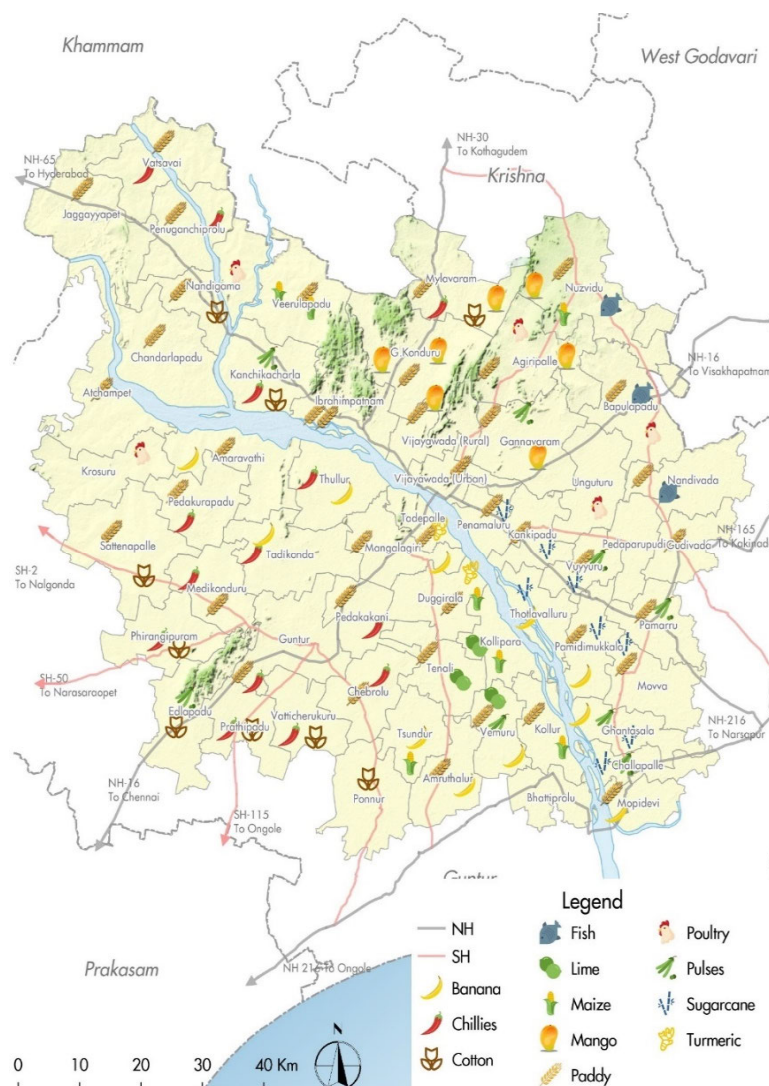 Khammam
West Godavari
NH-30
To Kothagudem
NH-65
To Hyderabad
Krishna
Vatsavai
Jaggayyapet
Penuganchiprolu
Nandigama
Veerulapadu
Mylavaram
Nuzvidu
Chandarlapadu
G.Konduru
Agiripalle
NH-16
To Visakhapatnam
Kanchikacharla
Atchampet
Ibrahimpatnam
Bapulapadu
Vijayawada (Rural)
Gannavaram
Amaravathi
Krosuru
Thullur
Vijayawada (Urban)
Unguturu
Nandivada
Pedakurapadu
Penamaluru
Tadepalle
Kankipadu
NH-165
To Kakinada
Sattenapalle
Mangalagiri
Pedaparupudi
Gudivada
Tadikonda
Vuyyuru
SH-2
To Nalgonda
Medikonduru
Duggirala
Thotlavalluru
Pedakakani
Pamarru
Phirangipuram
Guntur
Kollipara
Pamidimukkala
SH-50
To Narasaraopet
Tenali
Movva
Chebrolu
Edlapadu
Prathipadu
Vatticherukuru
Tsundur
Vemuru
Kollur
Ghantasala
NH-216
To Narsapur
Challapalle
NH-16
To Chennai
Amruthalur
Ponnur
Bhattiprolu
Mopidevi
SH-115
To Ongole
Guntur
Prakasam
NH 216 To Ongole
N
0 10 20 30 40 Km
Legend
NH
SH
Banana
Chillies
Cotton
Fish
Lime
Maize
Mango
Paddy
Poultry
Pulses
Sugarcane
Turmeric